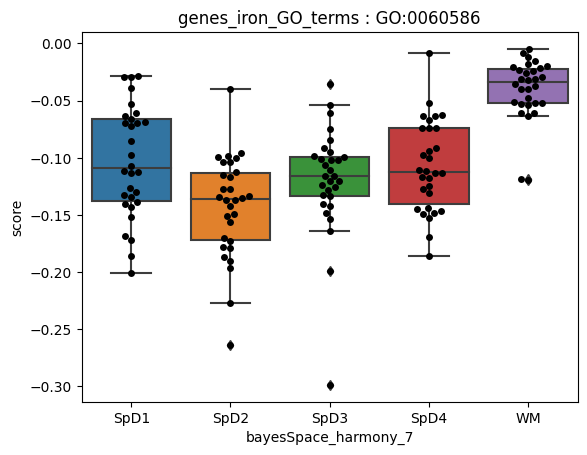 genes_iron_GO_terms : GO:0060586
0.00
−0.05
−0.10
−0.15
−0.20
−0.25
−0.30
score
SpD1 SpD2 SpD3 SpD4 WM
bayesSpace_harmony_7